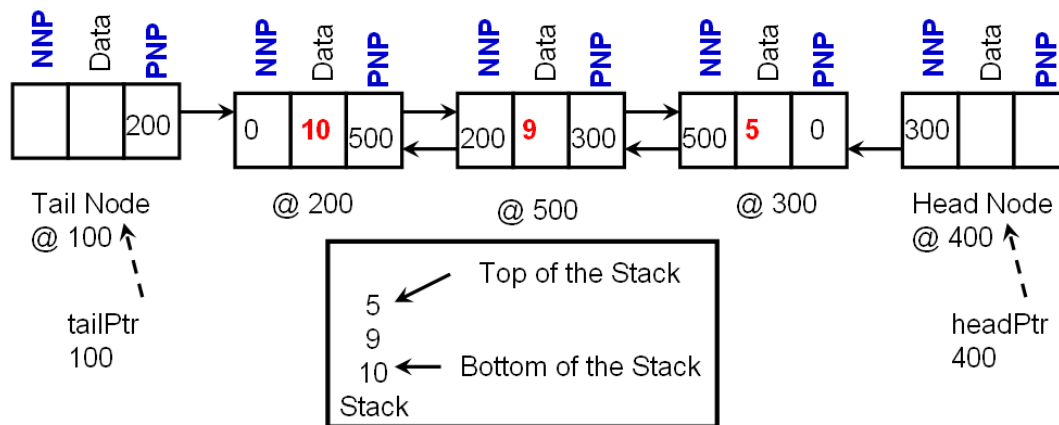 NNP Data PNP NNP Data PNP NNP Data PNP NNP Data PNP NNP Data PNP
200 0 10 500 200 9 300 500 5 0 300
Tail Node
@ 100
@ 200
@ 500
@ 300
Head Node
@ 400
tailPtr
100
Top of the Stack
5
9
10
Bottom of the Stack
Stack
headPtr
400